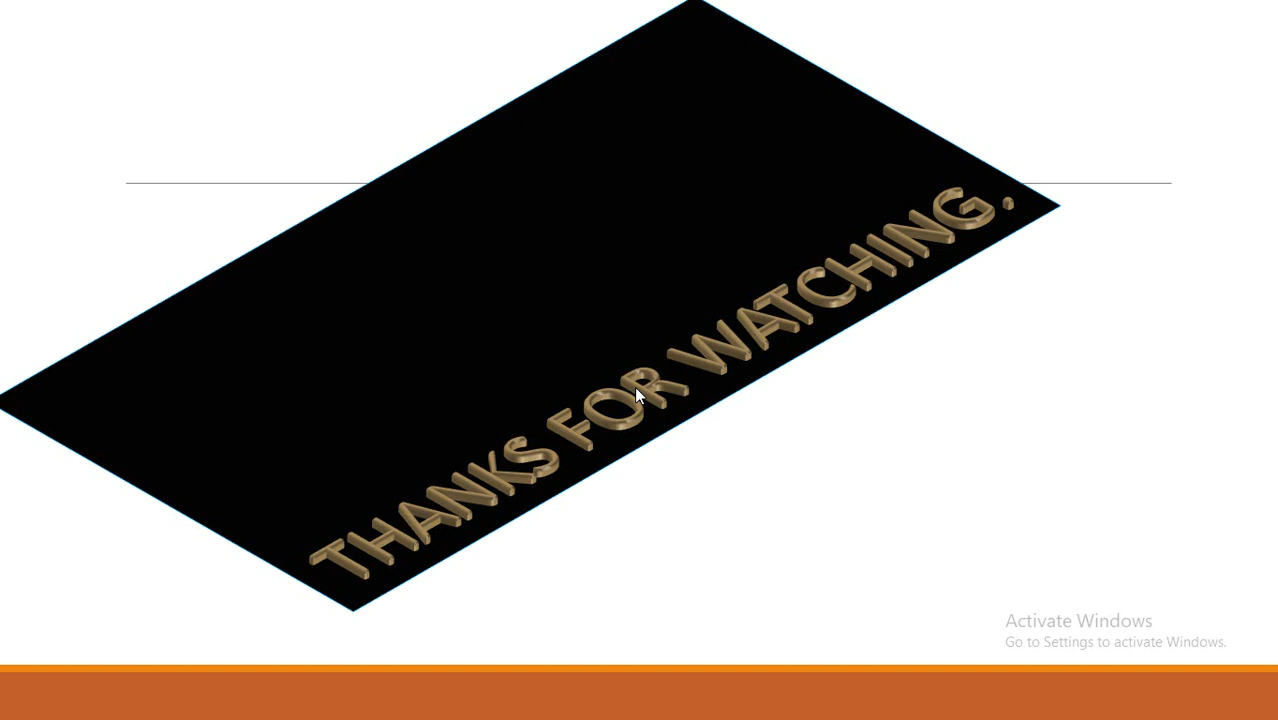 THANKS FOR WATCHING.
Activate Windows
Go to Settings to activate Windows.